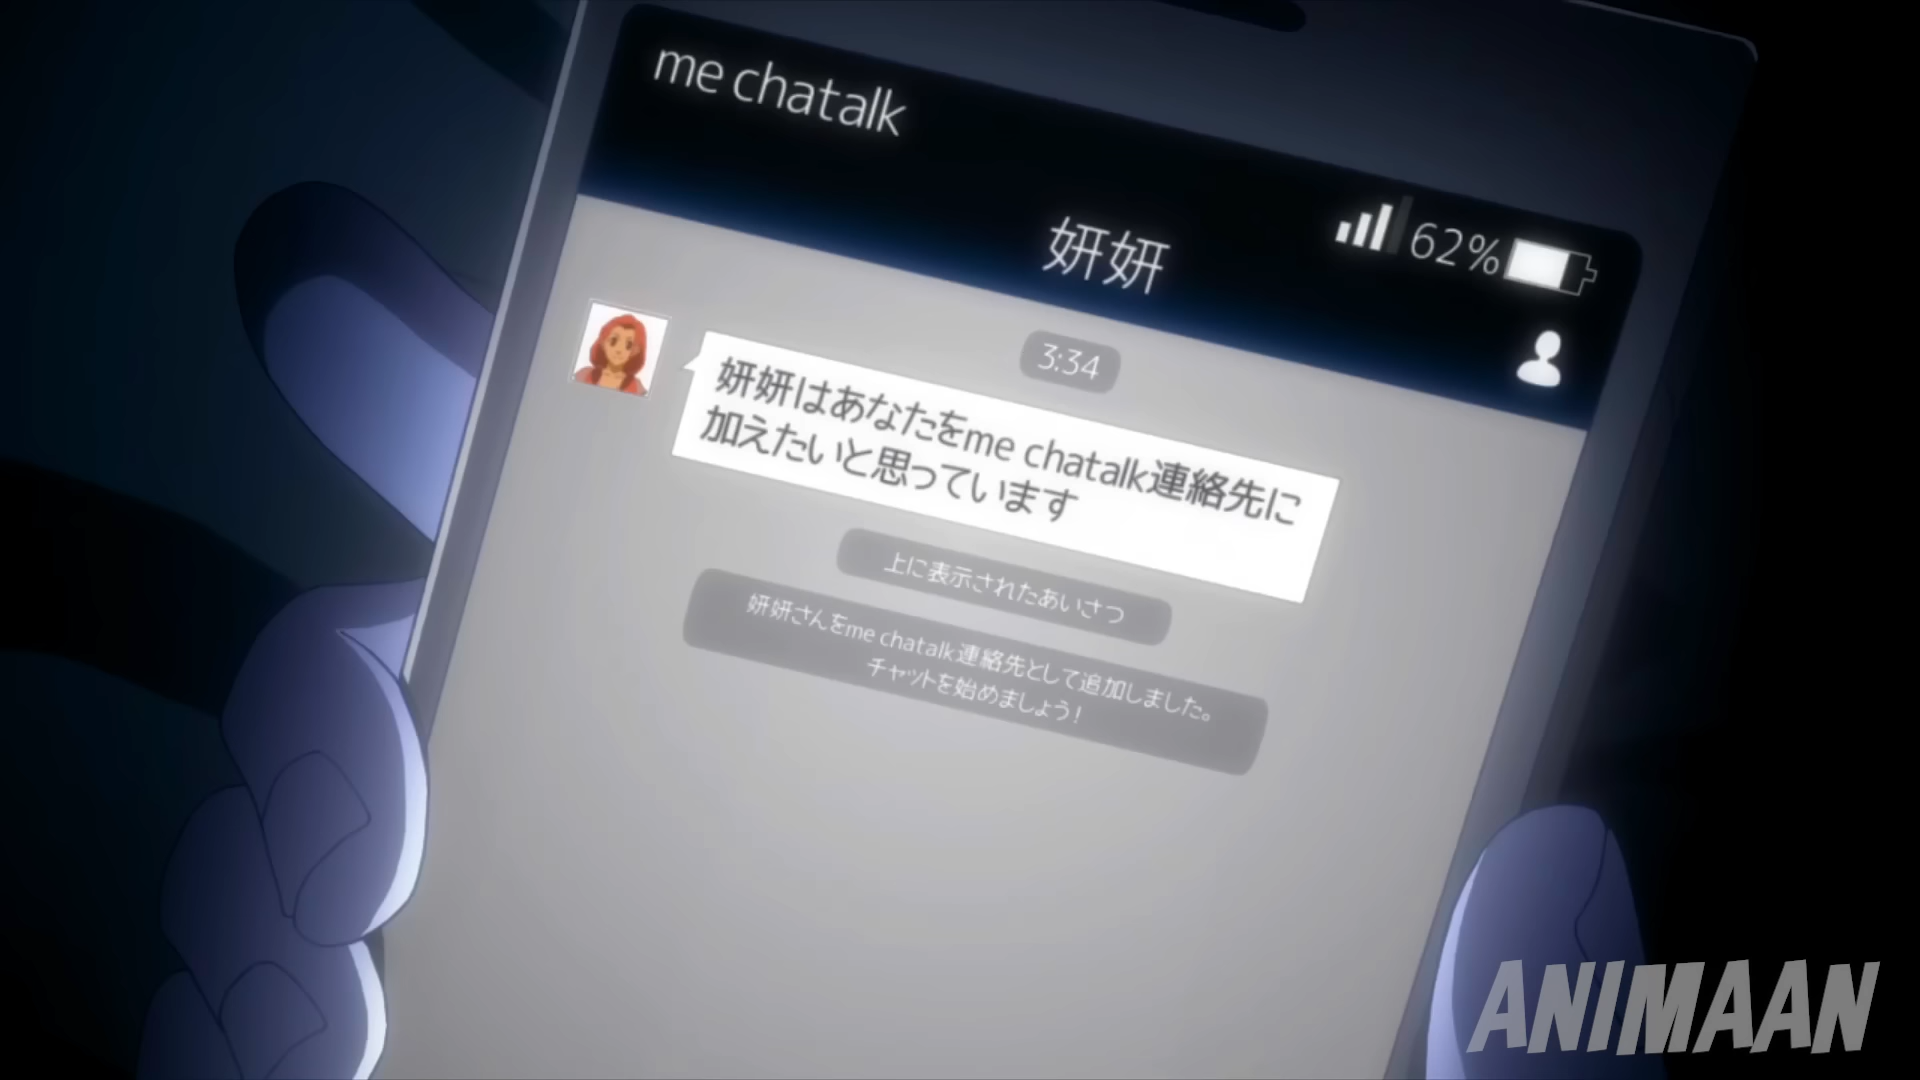 me chatalk
62%
妍妍
3:34
妍妍はあなたをme chatalk連絡先に
加えたいと思っています
上に表示されたあいさつ
妍妍さんをme chatalk連絡先として追加しました。
チャットを始めましょう!
ANIMAAN